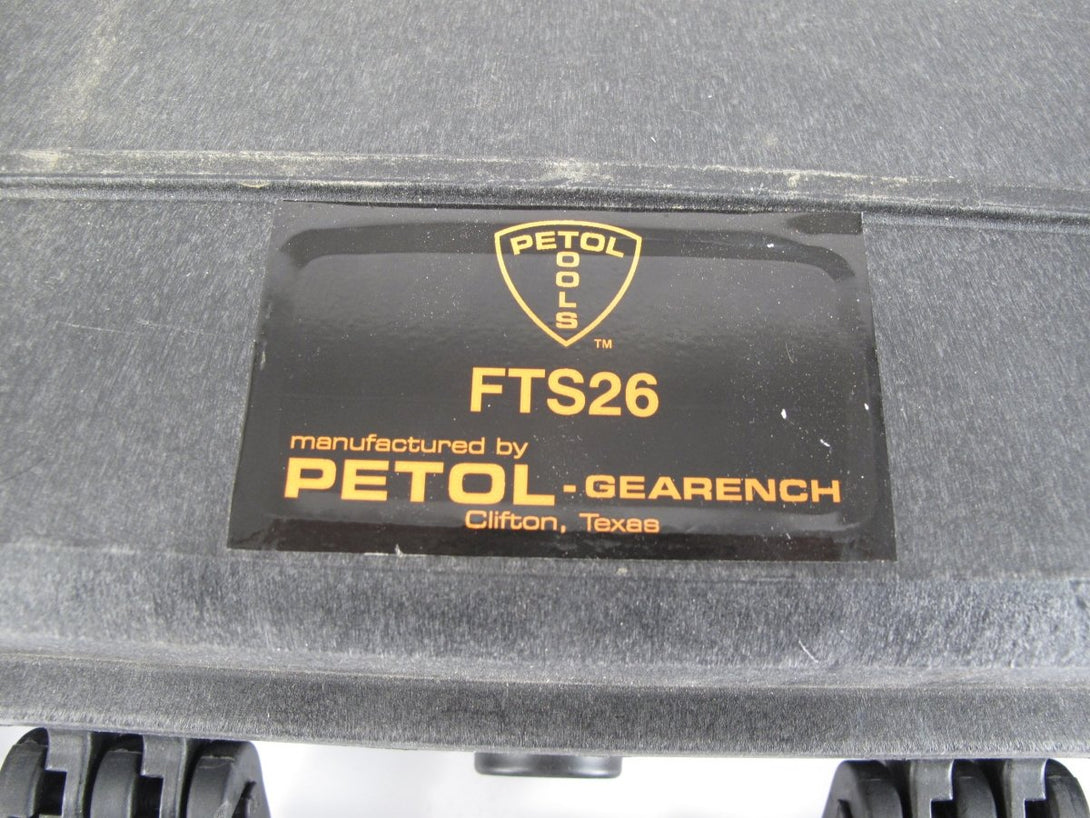 PETOL
TOOLS
TM
FTS26
manufactured by
PETOL - GEARENCH
Clifton, Texas